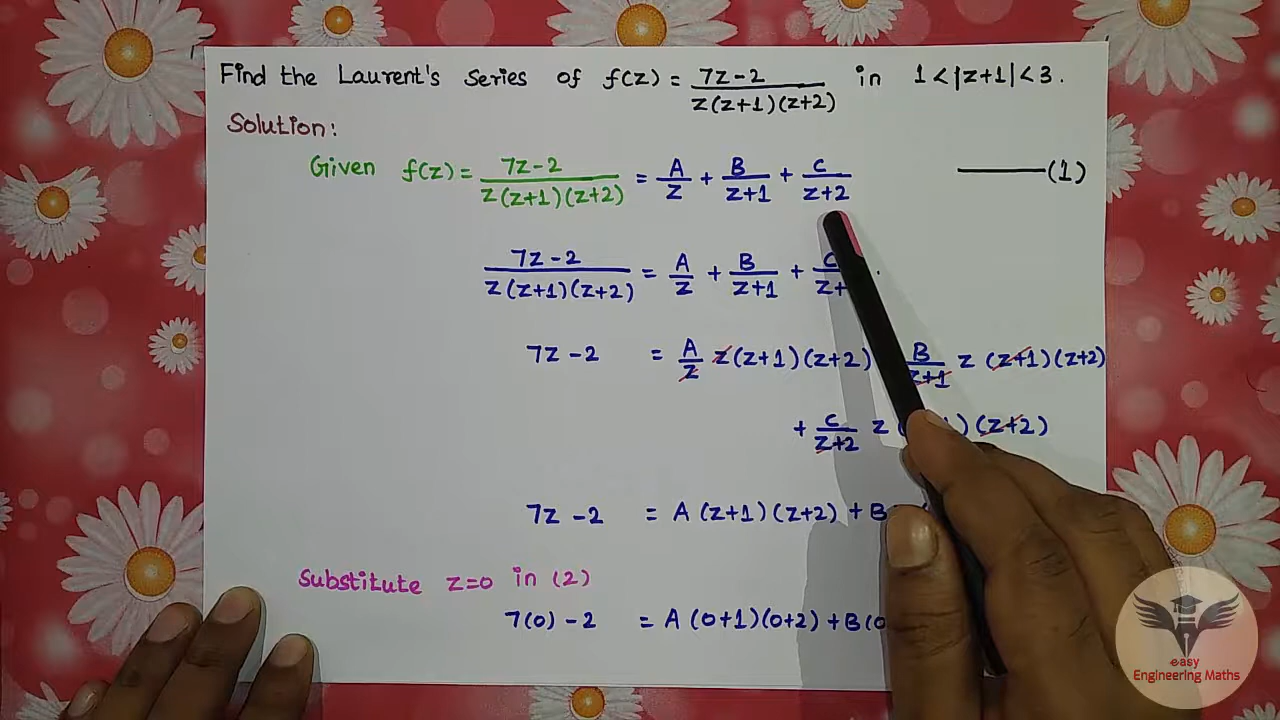 Find the Laurent's Series of f(z) = 7z-2 / z(z+1)(z+2) in 1<|z+1|<3.
Solution:
Given f(z) = 7z-2 / z(z+1)(z+2) = A/z + B/z+1 + C/z+2 ———(1)
7z-2 / z(z+1)(z+2) = A/z + B/z+1 + C/z+
7z-2 = A/z z(z+1)(z+2) B/z+1 z (z+1)(z+2)
+ C/z+2 z ( 1)(z+2)
7z-2 = A(z+1)(z+2) + B
Substitute z=0 in (2)
7(0)-2 = A(0+1)(0+2)+B(0
easy
Engineering Maths